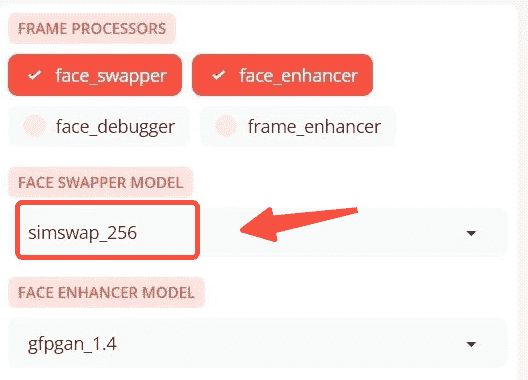 FRAME PROCESSORS
face_swapper face_enhancer
face_debugger frame_enhancer
FACE SWAPPER MODEL
simswap_256
FACE ENHANCER MODEL
gfpgan_1.4